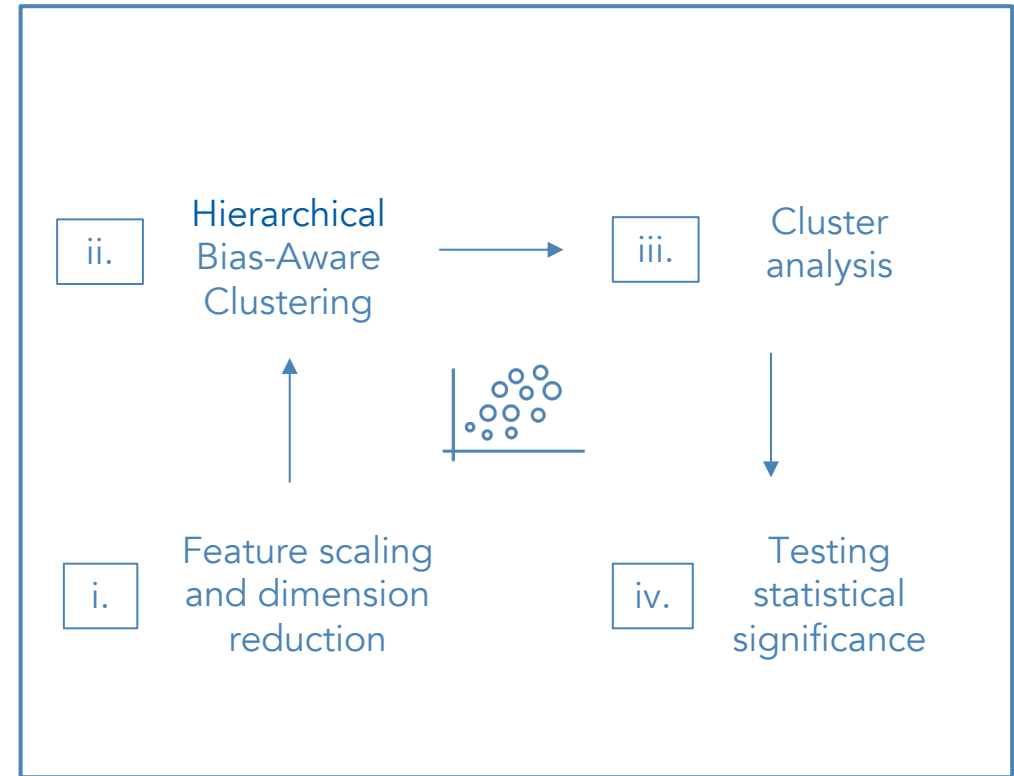 ii.
Hierarchical
Bias-Aware
Clustering
iii.
Cluster
analysis
i.
Feature scaling
and dimension
reduction
iv.
Testing
statistical
significance